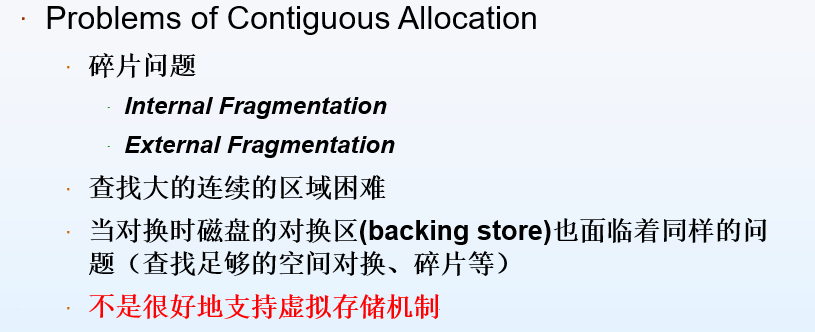 Problems of Contiguous Allocation
碎片问题
Internal Fragmentation
External Fragmentation
查找大的连续的区域困难
当对换时磁盘的对换区(backing store)也面临着同样的问
题（查找足够的空间对换、碎片等）
不是很好地支持虚拟存储机制